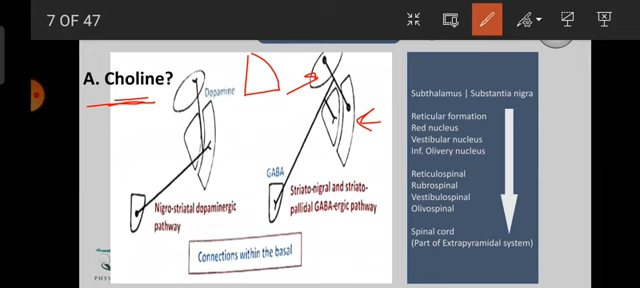 7 OF 47
A. Choline?
Dopamine
GABA
Nigro-striatal dopaminergic
pathway
Striato-nigral and striato-
pallidal GABA-ergic pathway
Connections within the basal
Subthalamus | Substantia nigra
Reticular formation
Red nucleus
Vestibular nucleus
Inf. Olivery nucleus
Reticulospinal
Rubrospinal
Vestibulospinal
Olivospinal
Spinal cord
(Part of Extrapyramidal system)